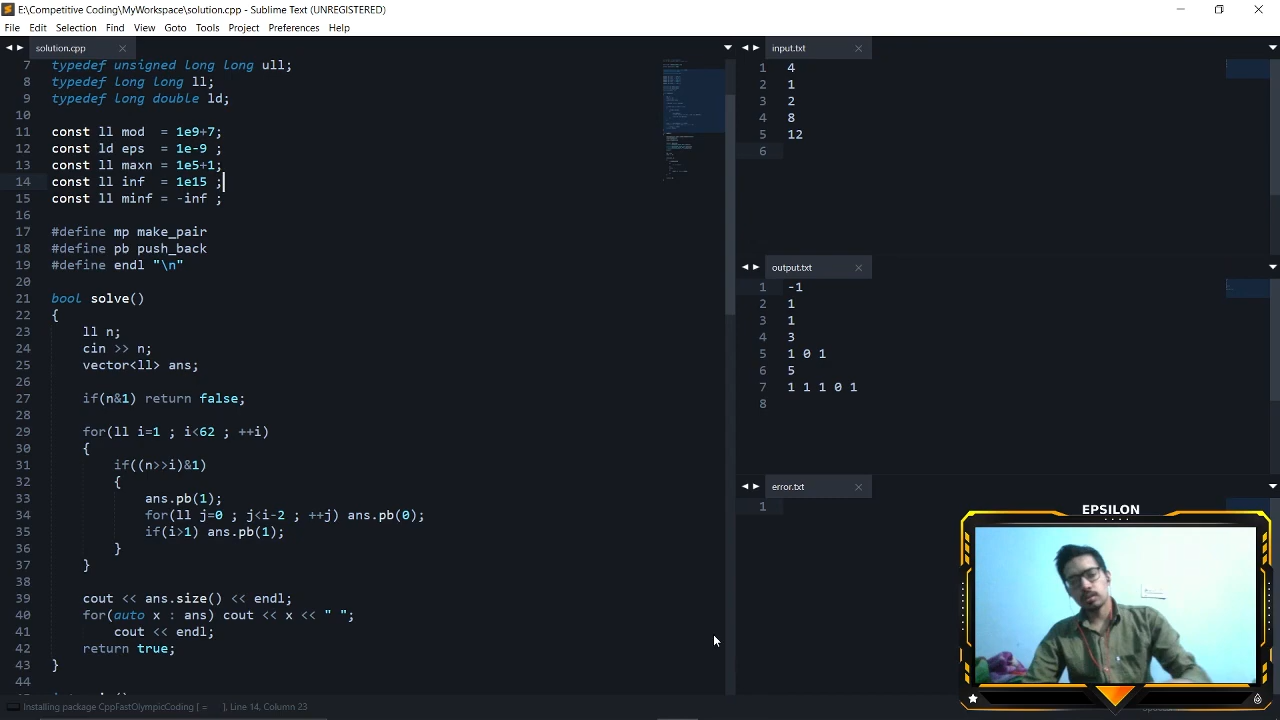 E:\Competitive Coding\MyWorkspace\solution.cpp - Sublime Text (UNREGISTERED)
File Edit Selection Find View Goto Tools Project Preferences Help
solution.cpp
7 typedef unsigned long long ull;
8 typedef long long ll;
9 typedef long double ld;
10
11 const ll mod  = 1e9+7;
12 const ld eps  = 1e-9 ;
13 const ll maxn = 1e5+1;
14 const ll inf  = 1e15 ;
15 const ll minf = -inf ;
16
17 #define mp make_pair
18 #define pb push_back
19 #define endl "\n"
20
21 bool solve()
22 {
23     ll n;
24     cin >> n;
25     vector<ll> ans;
26
27     if(n&1) return false;
28
29     for(ll i=1 ; i<62 ; ++i)
30     {
31         if((n>>i)&1)
32         {
33             ans.pb(1);
34             for(ll j=0 ; j<i-2 ; ++j) ans.pb(0);
35             if(i>1) ans.pb(1);
36         }
37     }
38
39     cout << ans.size() << endl;
40     for(auto x : ans) cout << x << " ";
41         cout << endl;
42     return true;
43 }
44
input.txt
1 4
2 1
3 2
4 8
5 12
6
output.txt
1 -1
2 1
3 1
4 3
5 1 0 1
6 5
7 1 1 1 0 1
8
error.txt
1
EPSILON
Installing package CppFastOlympicCoding [ =    ], Line 14, Column 23